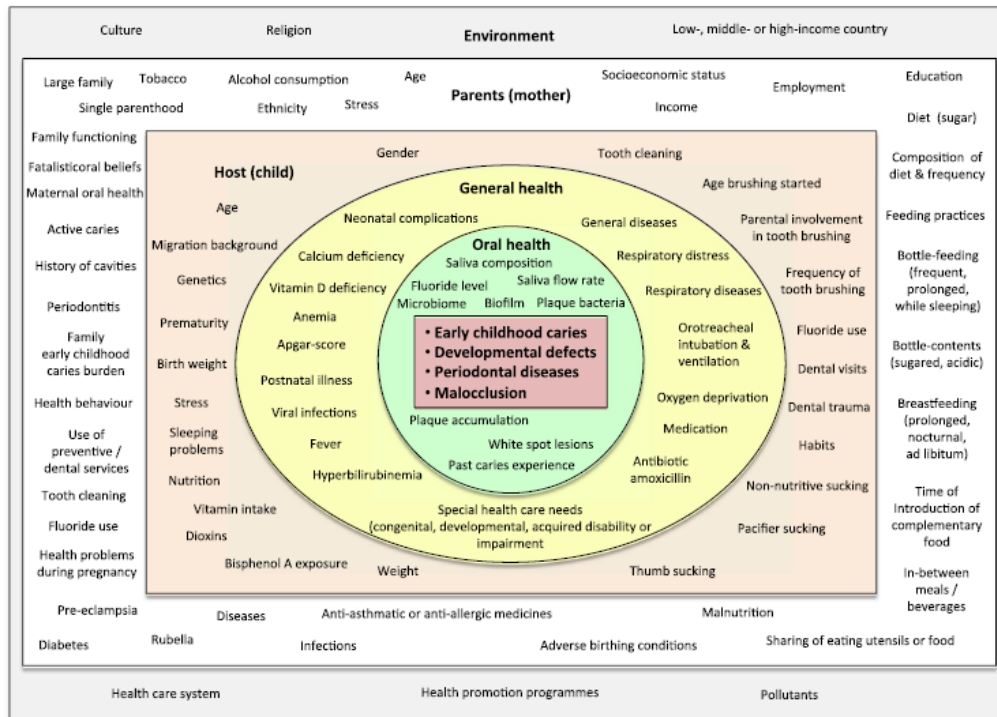 Culture
Religion
Environment
Low-, middle- or high-income country
Large family
Tobacco
Alcohol consumption
Age
Socioeconomic status
Employment
Education
Single parenthood
Ethnicity
Stress
Parents (mother)
Income
Diet (sugar)
Family functioning
Fatalisticoral beliefs
Maternal oral health
Active caries
History of cavities
Periodontitis
Family
early childhood
caries burden
Health behaviour
Use of
preventive /
dental services
Tooth cleaning
Fluoride use
Health problems
during pregnancy
Pre-eclampsia
Diabetes
Rubella
Diseases
Infections
Anti-asthmatic or anti-allergic medicines
Adverse birthing conditions
Malnutrition
Sharing of eating utensils or food
Composition of
diet & frequency
Feeding practices
Bottle-feeding
(frequent,
prolonged,
while sleeping)
Bottle-contents
(sugared, acidic)
Breastfeeding
(prolonged,
nocturnal,
ad libitum)
Time of
Introduction of
complementary
food
In-between
meals /
beverages
Host (child)
Gender
Tooth cleaning
Age brushing started
Age
Migration background
Genetics
Prematurity
Birth weight
Stress
Sleeping
problems
Nutrition
Vitamin intake
Dioxins
Bisphenol A exposure
Weight
Thumb sucking
Parental involvement
in tooth brushing
Frequency of
tooth brushing
Fluoride use
Dental visits
Dental trauma
Habits
Non-nutritive sucking
Pacifier sucking
General health
Neonatal complications
General diseases
Calcium deficiency
Respiratory distress
Vitamin D deficiency
Respiratory diseases
Anemia
Apgar-score
Orotreacheal
intubation &
ventilation
Postnatal illness
Oxygen deprivation
Viral infections
Medication
Fever
Hyperbilirubinemia
Antibiotic
amoxicillin
Special health care needs
(congenital, developmental, acquired disability or
impairment
Oral health
Saliva composition
Fluoride level
Saliva flow rate
Microbiome
Biofilm
Plaque bacteria
• Early childhood caries
• Developmental defects
• Periodontal diseases
• Malocclusion
Plaque accumulation
White spot lesions
Past caries experience
Health care system
Health promotion programmes
Pollutants